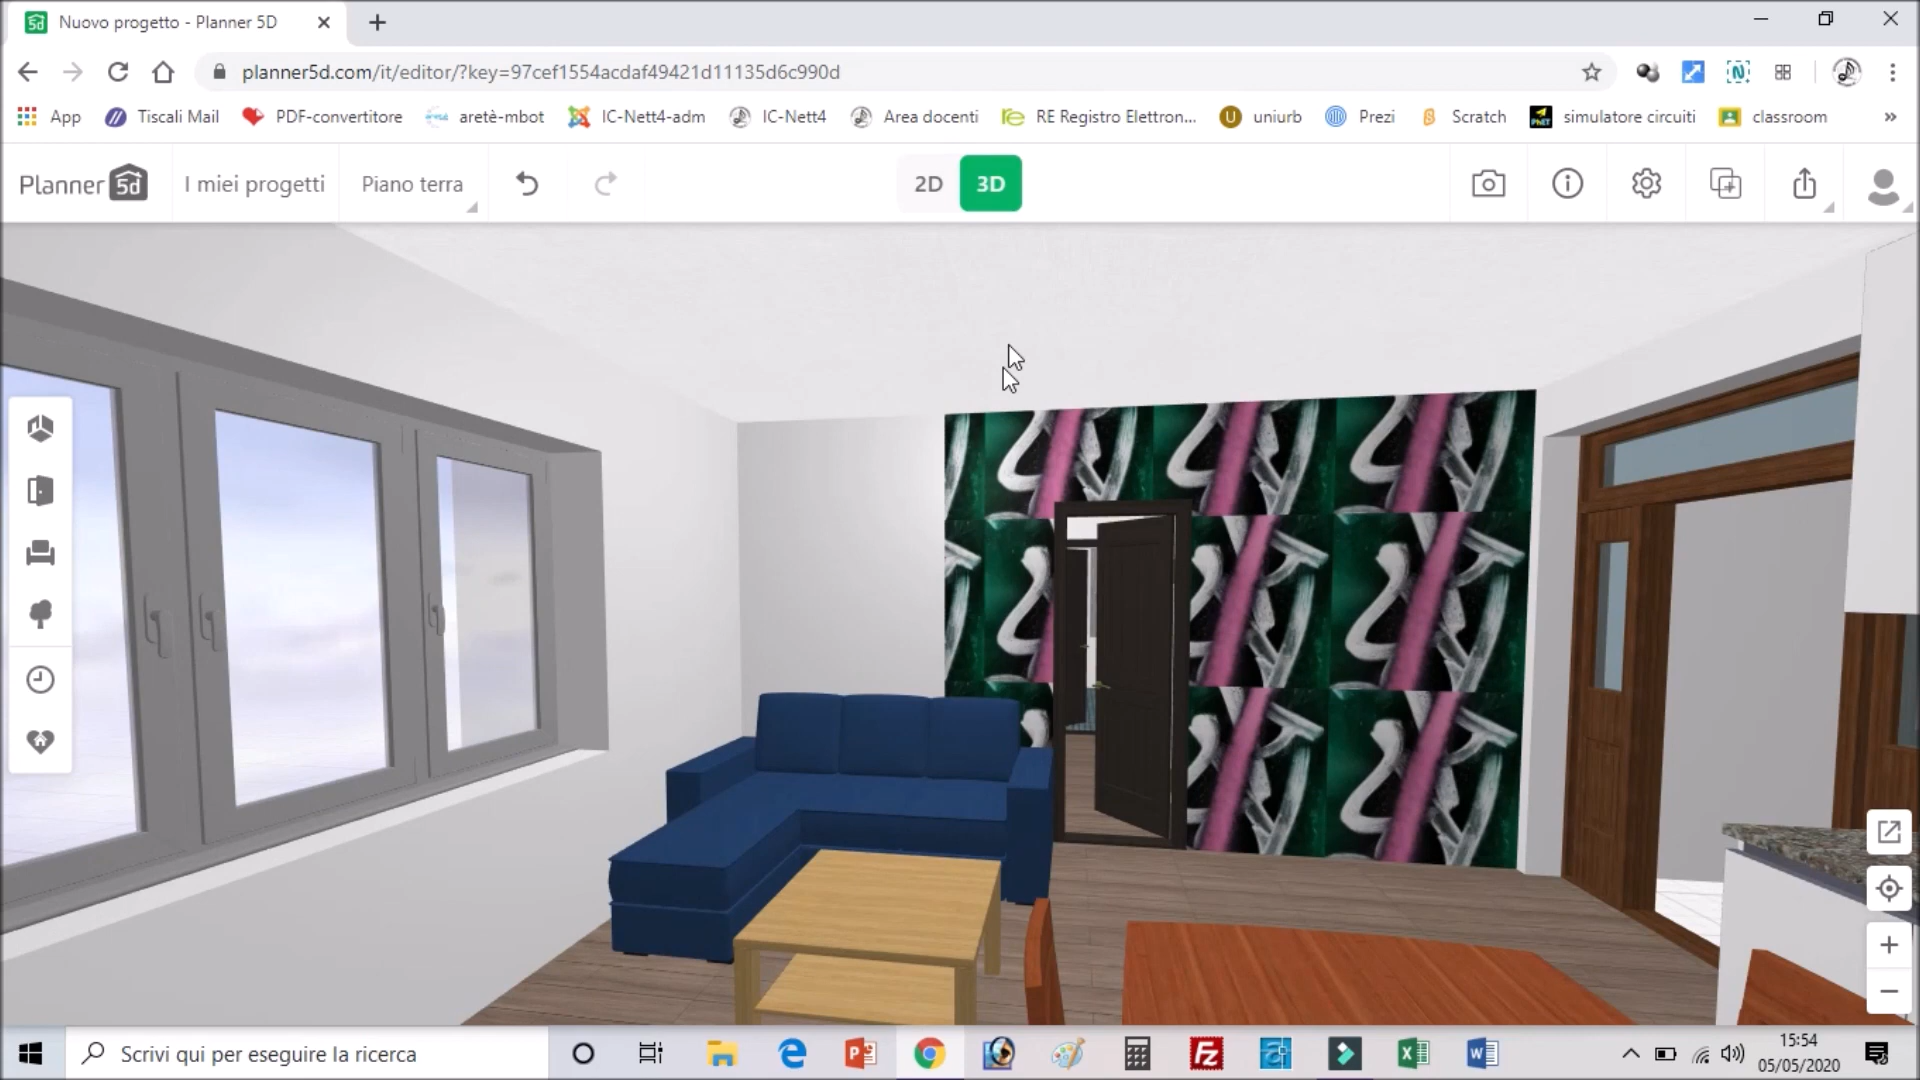 5d Nuovo progetto - Planner 5D
planner5d.com/it/editor/?key=97cef1554acdaf49421d11135d6c990d
App Tiscali Mail PDF-convertitore aretè-mbot IC-Nett4-adm IC-Nett4 Area docenti RE Registro Elettron... U uniurb Prezi Scratch simulatore circuiti classroom »
Planner 5d I miei progetti Piano terra 2D 3D
Scrivi qui per eseguire la ricerca
15:54
05/05/2020